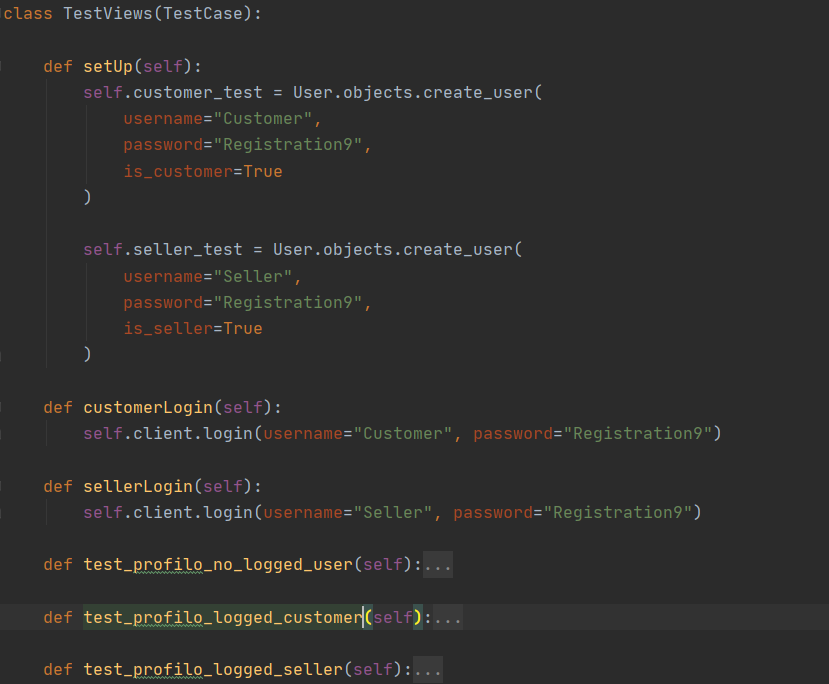 class TestViews(TestCase):
def setUp(self):
self.customer_test = User.objects.create_user(
username="Customer",
password="Registration9",
is_customer=True
)
self.seller_test = User.objects.create_user(
username="Seller",
password="Registration9",
is_seller=True
)
def customerLogin(self):
self.client.login(username="Customer", password="Registration9")
def sellerLogin(self):
self.client.login(username="Seller", password="Registration9")
def test_profilo_no_logged_user(self):...
def test_profilo_logged_customer(self):...
def test_profilo_logged_seller(self):...